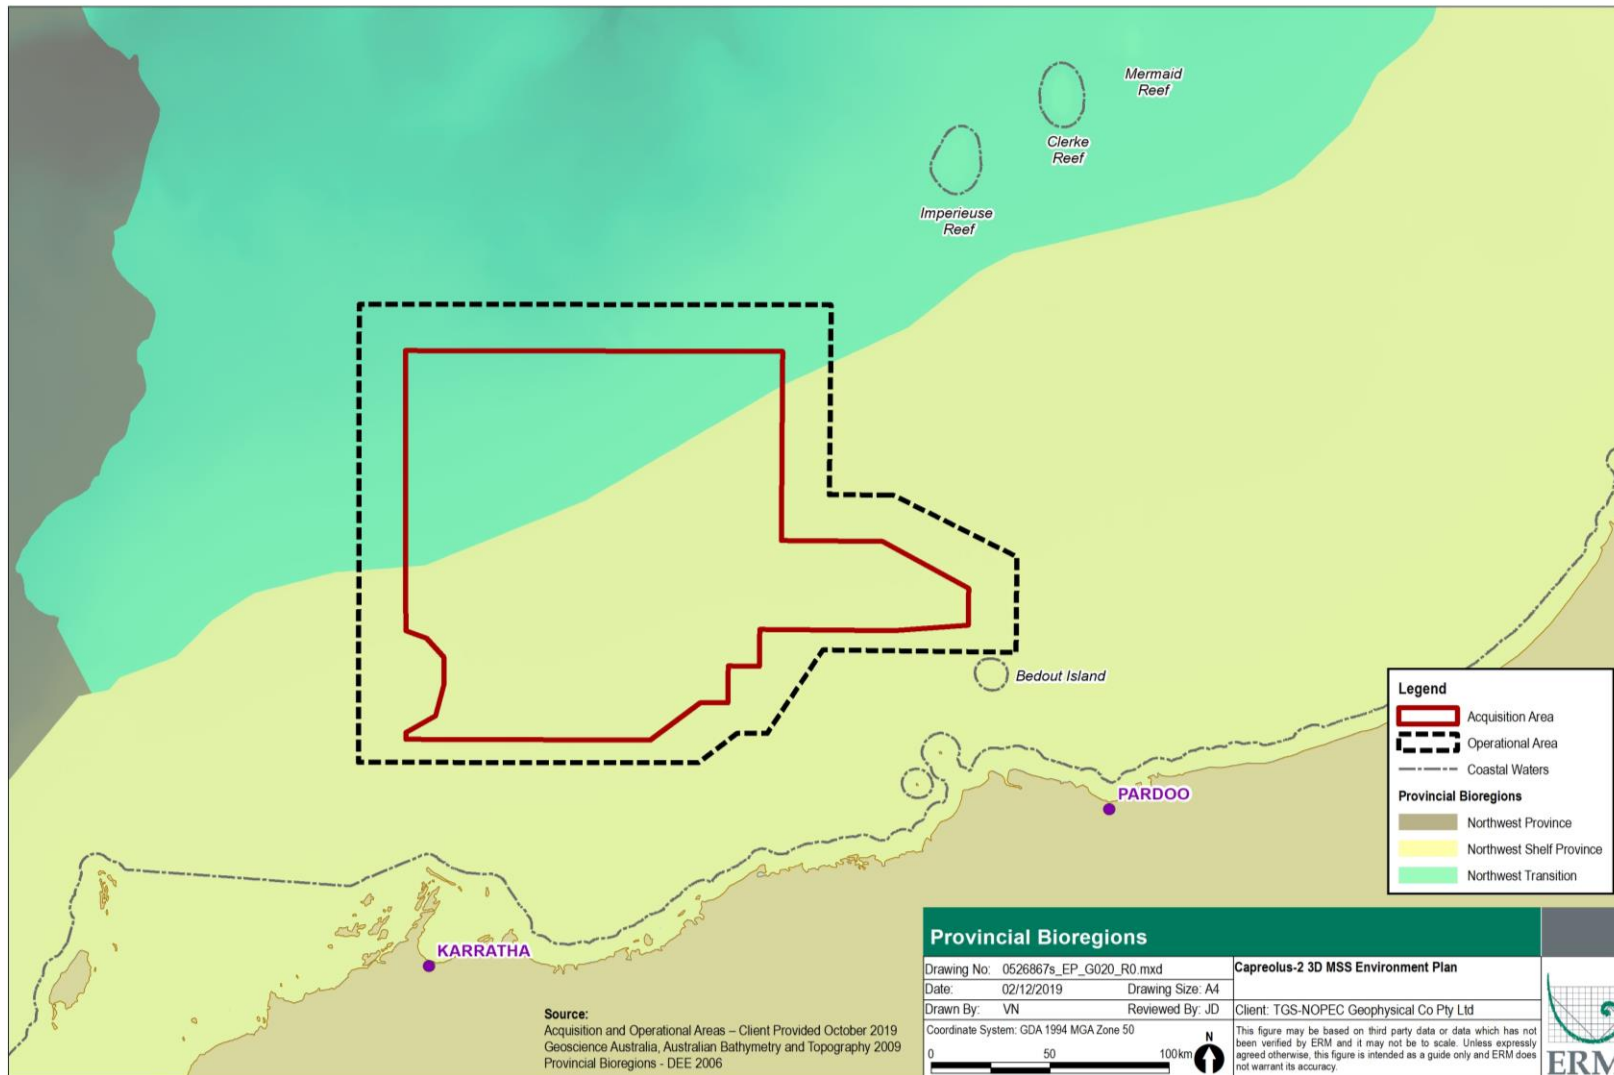 Mermaid
Reef
Clerke
Reef
Imperieuse
Reef
Bedout Island
PARDOO
KARRATHA
Legend
Acquisition Area
Operational Area
Coastal Waters
Provincial Bioregions
Northwest Province
Northwest Shelf Province
Northwest Transition
Source:
Acquisition and Operational Areas – Client Provided October 2019
Geoscience Australia, Australian Bathymetry and Topography 2009
Provincial Bioregions - DEE 2006
Provincial Bioregions
Drawing No: 0526867s_EP_G020_R0.mxd
Date: 02/12/2019 Drawing Size: A4
Drawn By: VN Reviewed By: JD
Coordinate System: GDA 1994 MGA Zone 50
0 50 100km
N
Capreolus-2 3D MSS Environment Plan
Client: TGS-NOPEC Geophysical Co Pty Ltd
This figure may be based on third party data or data which has not
been verified by ERM and it may not be to scale. Unless expressly
agreed otherwise, this figure is intended as a guide only and ERM does
not warrant its accuracy.
ERM